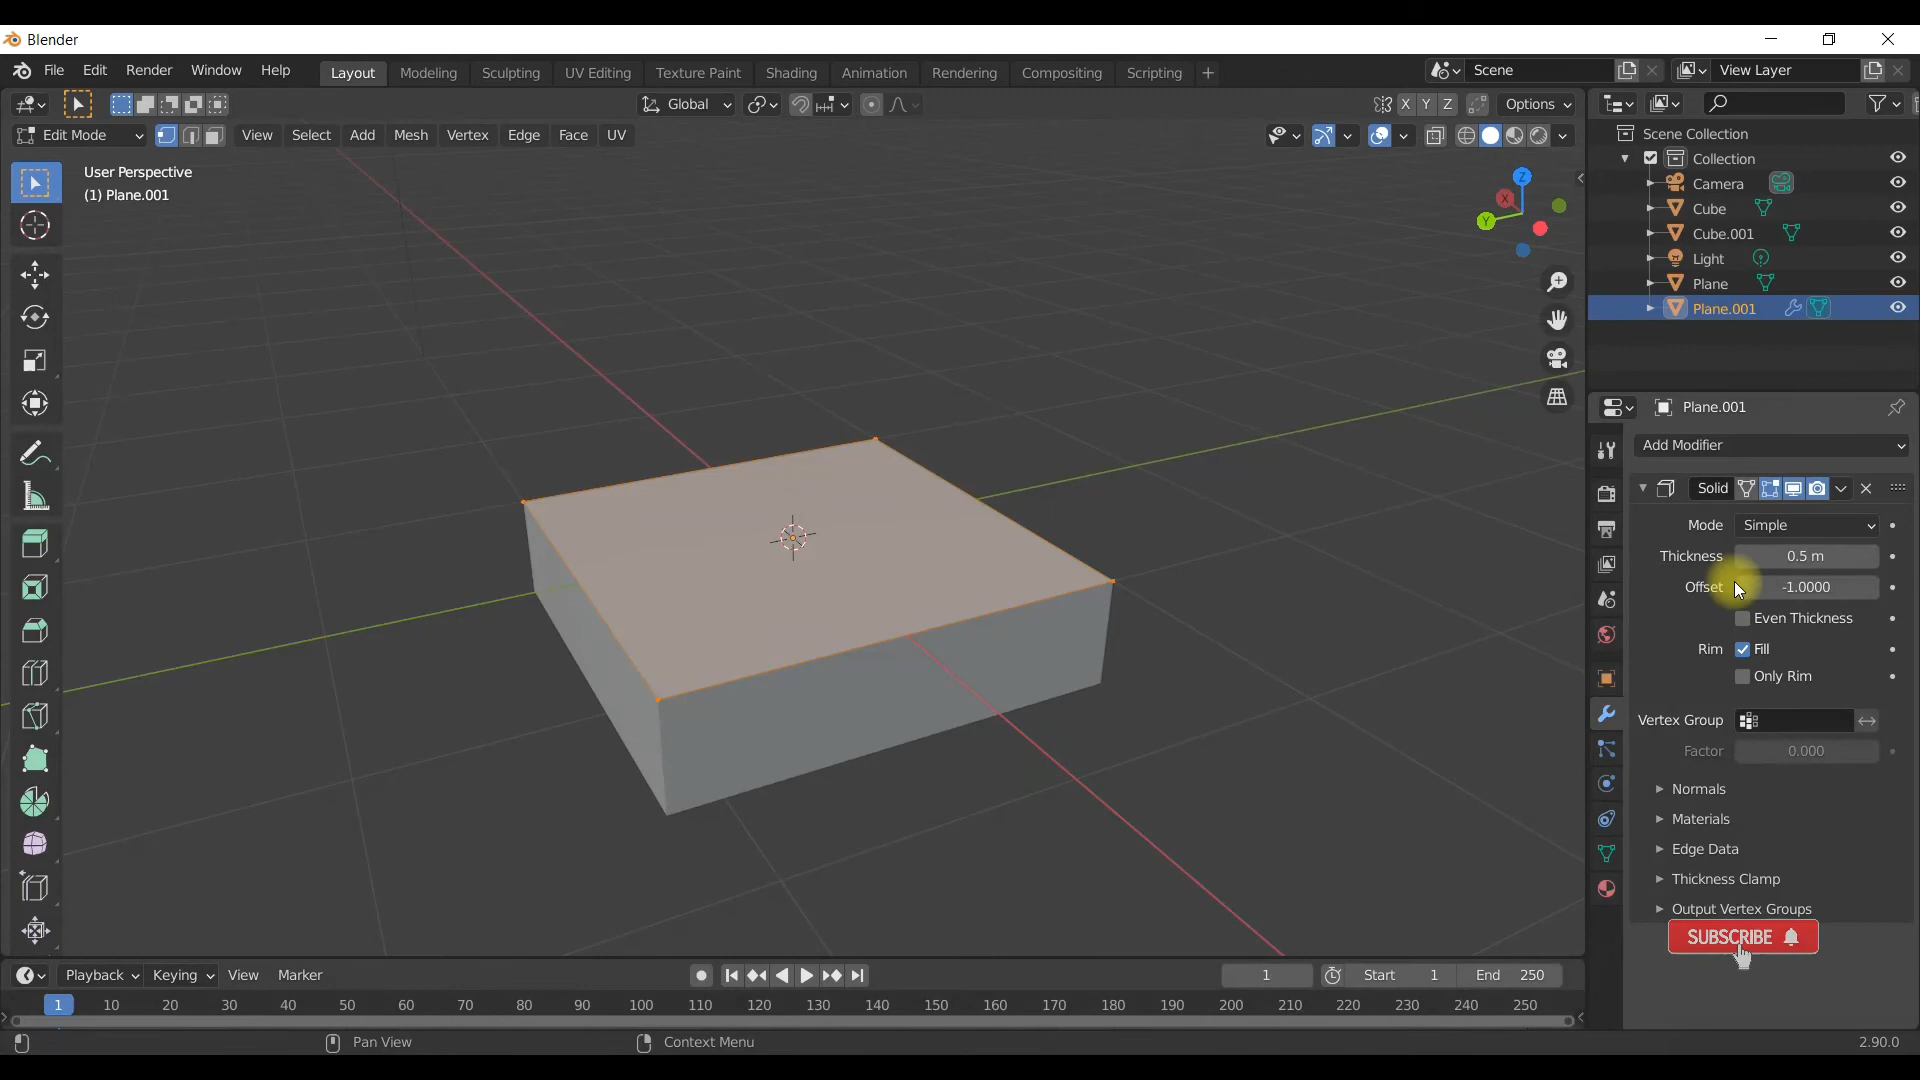 Blender
File Edit Render Window Help Layout Modeling Sculpting UV Editing Texture Paint Shading Animation Rendering Compositing Scripting + Scene View Layer
Global X Y Z Options
Edit Mode View Select Add Mesh Vertex Edge Face UV
User Perspective
(1) Plane.001
Z
X
Y
Scene Collection
Collection
Camera
Cube
Cube.001
Light
Plane
Plane.001
Plane.001
Add Modifier
Solid
Mode Simple
Thickness 0.5 m
Offset -1.0000
Even Thickness
Rim Fill
Only Rim
Vertex Group
Factor 0.000
Normals
Materials
Edge Data
Thickness Clamp
Output Vertex Groups
SUBSCRIBE
Playback Keying View Marker 1 Start 1 End 250
1 10 20 30 40 50 60 70 80 90 100 110 120 130 140 150 160 170 180 190 200 210 220 230 240 250
Pan View Context Menu 2.90.0